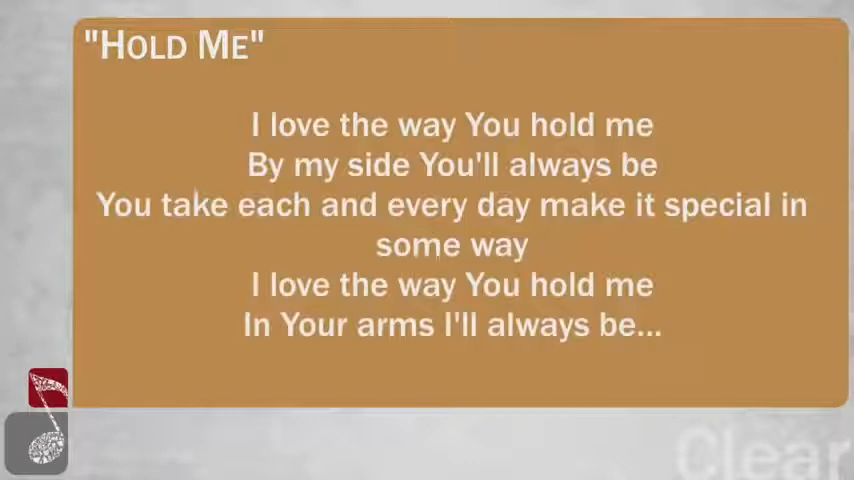 "HOLD ME"
I love the way You hold me
By my side You'll always be
You take each and every day make it special in
some way
I love the way You hold me
In Your arms I'll always be...
Clear